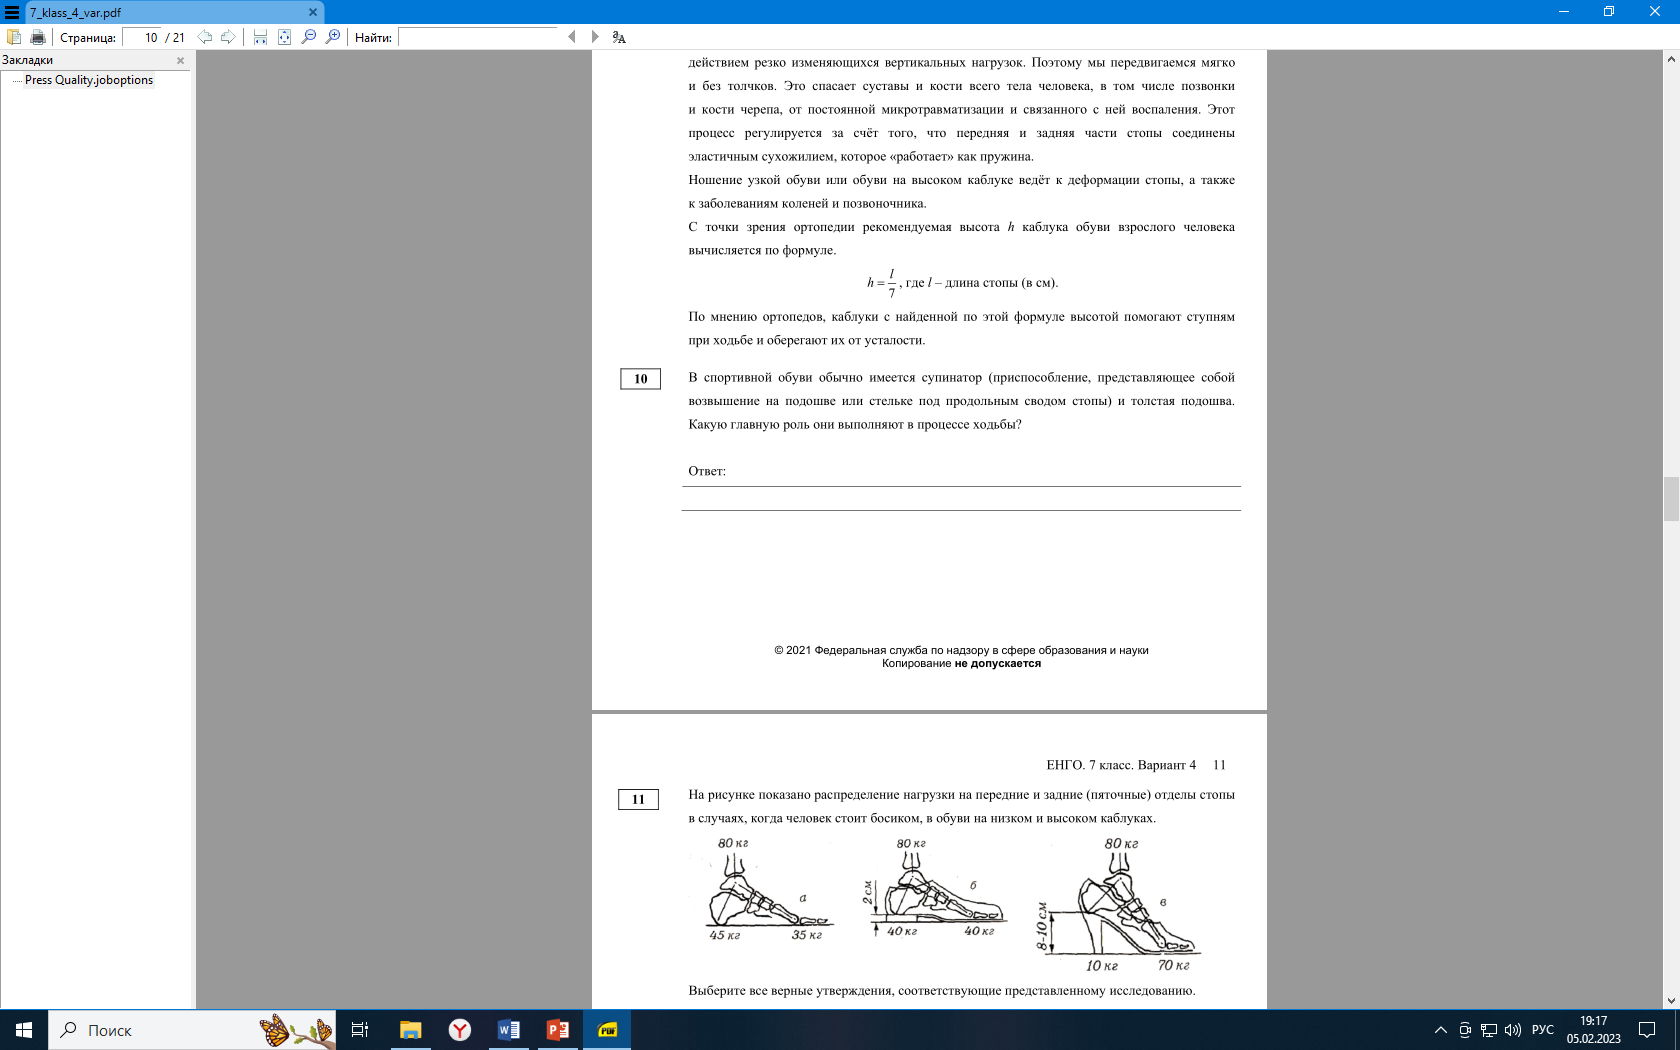 7_klass_4_var.pdf
Страница: 10 / 21 Найти:
Закладки
Press Quality.joboptions
действием резко изменяющихся вертикальных нагрузок. Поэтому мы передвигаемся мягко
и без толчков. Это спасает суставы и кости всего тела человека, в том числе позвонки
и кости черепа, от постоянной микротравматизации и связанного с ней воспаления. Этот
процесс регулируется за счёт того, что передняя и задняя части стопы соединены
эластичным сухожилием, которое «работает» как пружина.
Ношение узкой обуви или обуви на высоком каблуке ведёт к деформации стопы, а также
к заболеваниям коленей и позвоночника.
С точки зрения ортопедии рекомендуемая высота h каблука обуви взрослого человека
вычисляется по формуле.
h = l/7, где l – длина стопы (в см).
По мнению ортопедов, каблуки с найденной по этой формуле высотой помогают ступням
при ходьбе и оберегают их от усталости.
10 В спортивной обуви обычно имеется супинатор (приспособление, представляющее собой
возвышение на подошве или стельке под продольным сводом стопы) и толстая подошва.
Какую главную роль они выполняют в процессе ходьбы?
Ответ:
© 2021 Федеральная служба по надзору в сфере образования и науки
Копирование не допускается
ЕНГО. 7 класс. Вариант 4 11
11 На рисунке показано распределение нагрузки на передние и задние (пяточные) отделы стопы
в случаях, когда человек стоит босиком, в обуви на низком и высоком каблуках.
80 кг 80 кг 80 кг
а б в
2 см 8-10 см
45 кг 35 кг 40 кг 40 кг
10 кг 70 кг
Выберите все верные утверждения, соответствующие представленному исследованию.
Поиск
РУС
19:17
05.02.2023